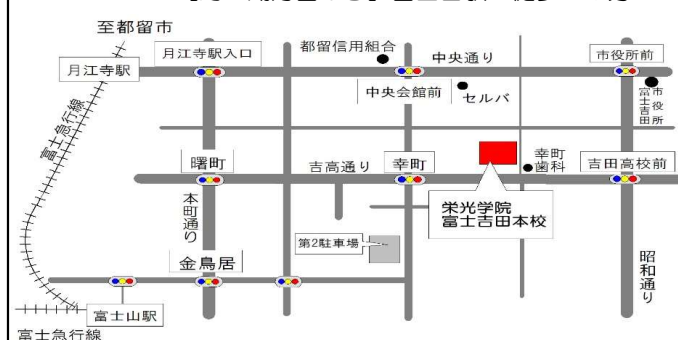 至都留市
月江寺駅入口
都留信用組合
中央通り
市役所前
月江寺駅
中央会館前
セルバ
富士吉田
市役所
富士急行線
曙町
吉高通り
幸町
幸町
歯科
吉田高校前
本町通り
栄光学院
富士吉田本校
第2駐車場
金鳥居
昭和通り
富士山駅
富士急行線